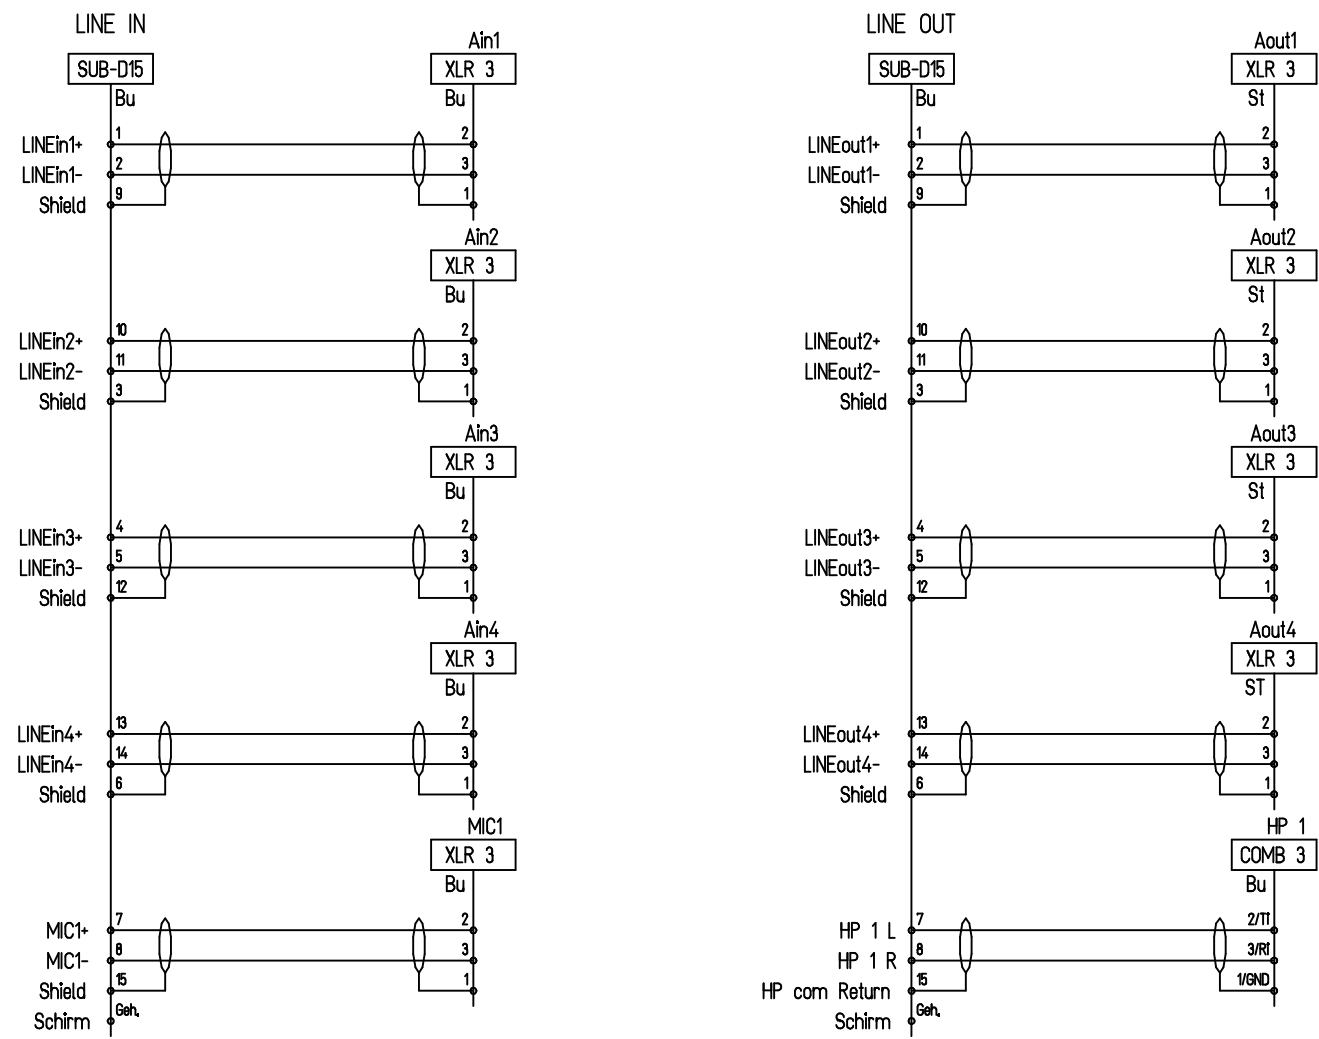 LINE IN
Ain1
SUB-D15
XLR 3
Bu
Bu
LINEin1+ 1 2
LINEin1- 2 3
Shield 9 1
Ain2
XLR 3
Bu
LINEin2+ 10 2
LINEin2- 11 3
Shield 3 1
Ain3
XLR 3
Bu
LINEin3+ 4 2
LINEin3- 5 3
Shield 12 1
Ain4
XLR 3
Bu
LINEin4+ 13 2
LINEin4- 14 3
Shield 6 1
MIC1
XLR 3
Bu
MIC1+ 7 2
MIC1- 8 3
Shield 15 1
Schirm Geh.
LINE OUT
Aout1
SUB-D15
XLR 3
Bu
St
LINEout1+ 1 2
LINEout1- 2 3
Shield 9 1
Aout2
XLR 3
St
LINEout2+ 10 2
LINEout2- 11 3
Shield 3 1
Aout3
XLR 3
St
LINEout3+ 4 2
LINEout3- 5 3
Shield 12 1
Aout4
XLR 3
ST
LINEout4+ 13 2
LINEout4- 14 3
Shield 6 1
HP 1
COMB 3
Bu
HP 1 L 7 2/Ti
HP 1 R 8 3/Ri
HP com Return 15 1/GND
Schirm Geh.